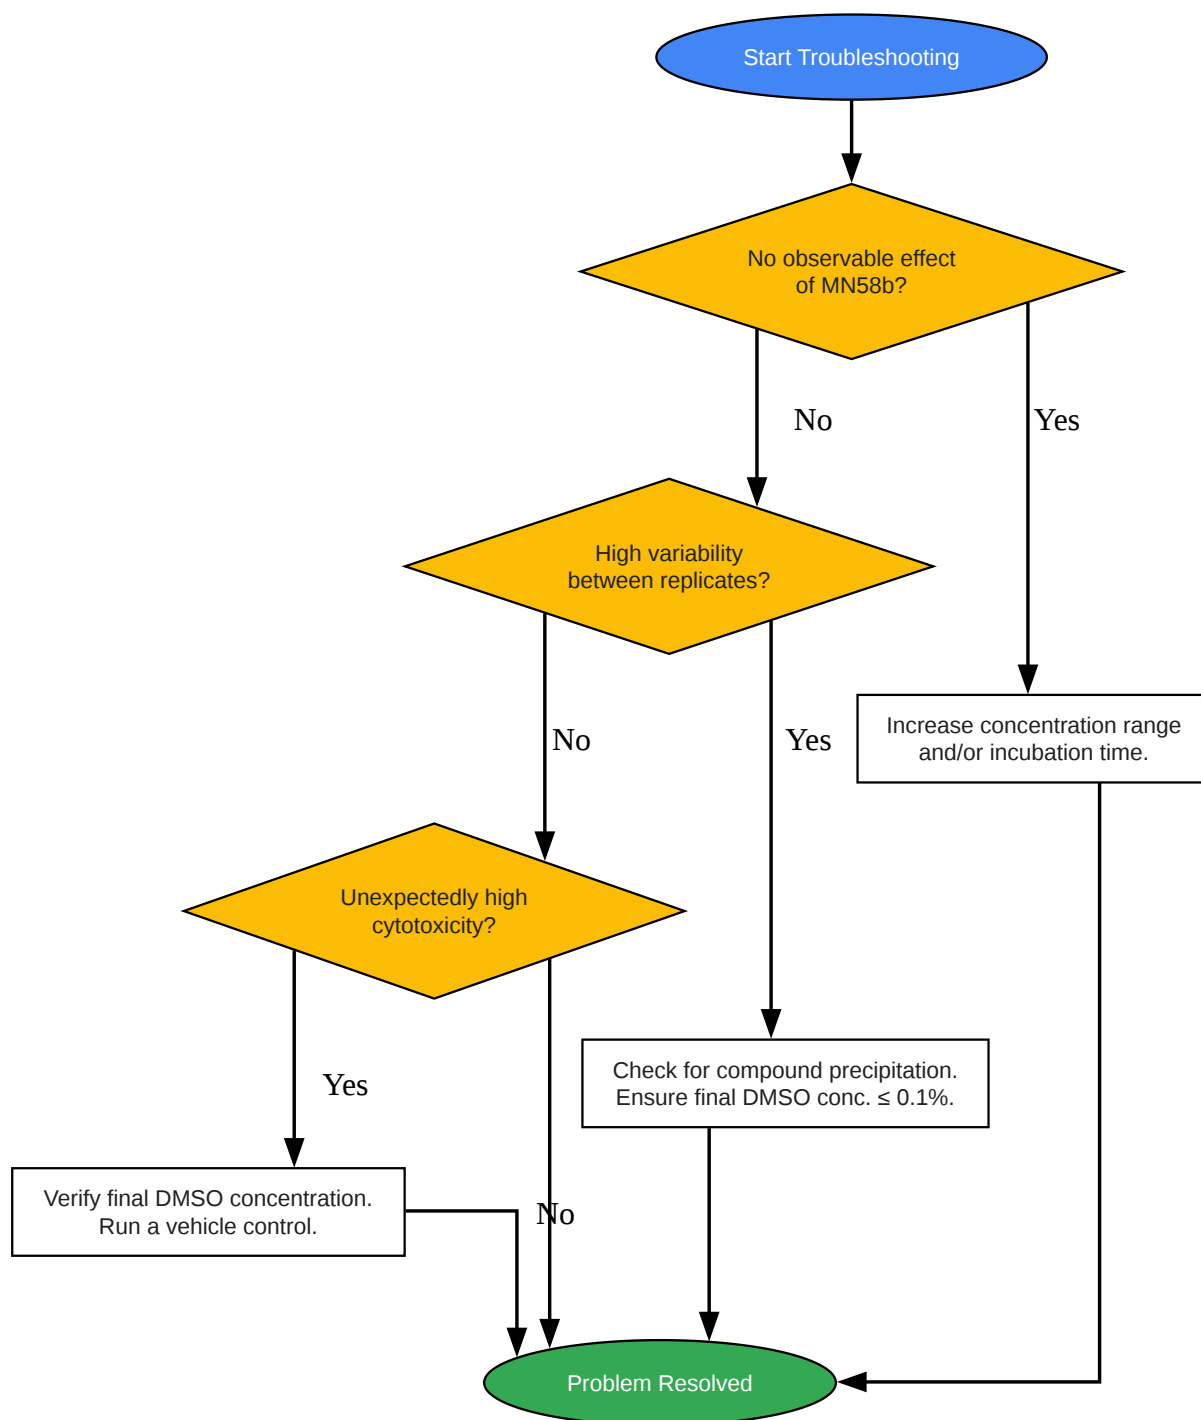 Start Troubleshooting
No observable effect
of MN58b?
No
Yes
High variability
between replicates?
No
Yes
Increase concentration range
and/or incubation time.
Unexpectedly high
cytotoxicity?
Yes
Check for compound precipitation.
Ensure final DMSO conc. ≤ 0.1%.
Verify final DMSO concentration.
Run a vehicle control.
No
Problem Resolved